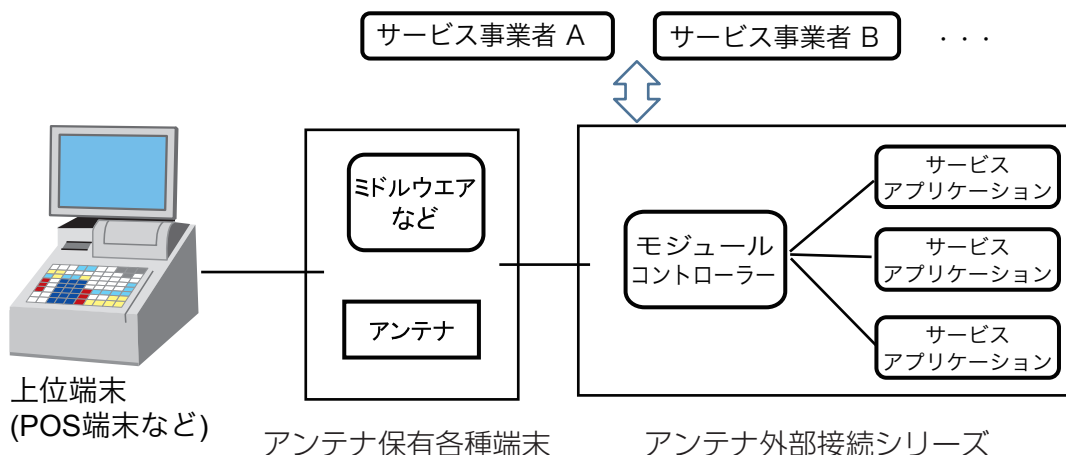 サービス事業者 A
サービス事業者 B
・・・
ミドルウエア
など
アンテナ
モジュール
コントローラー
サービス
アプリケーション
サービス
アプリケーション
サービス
アプリケーション
上位端末
(POS端末など)
アンテナ保有各種端末
アンテナ外部接続シリーズ